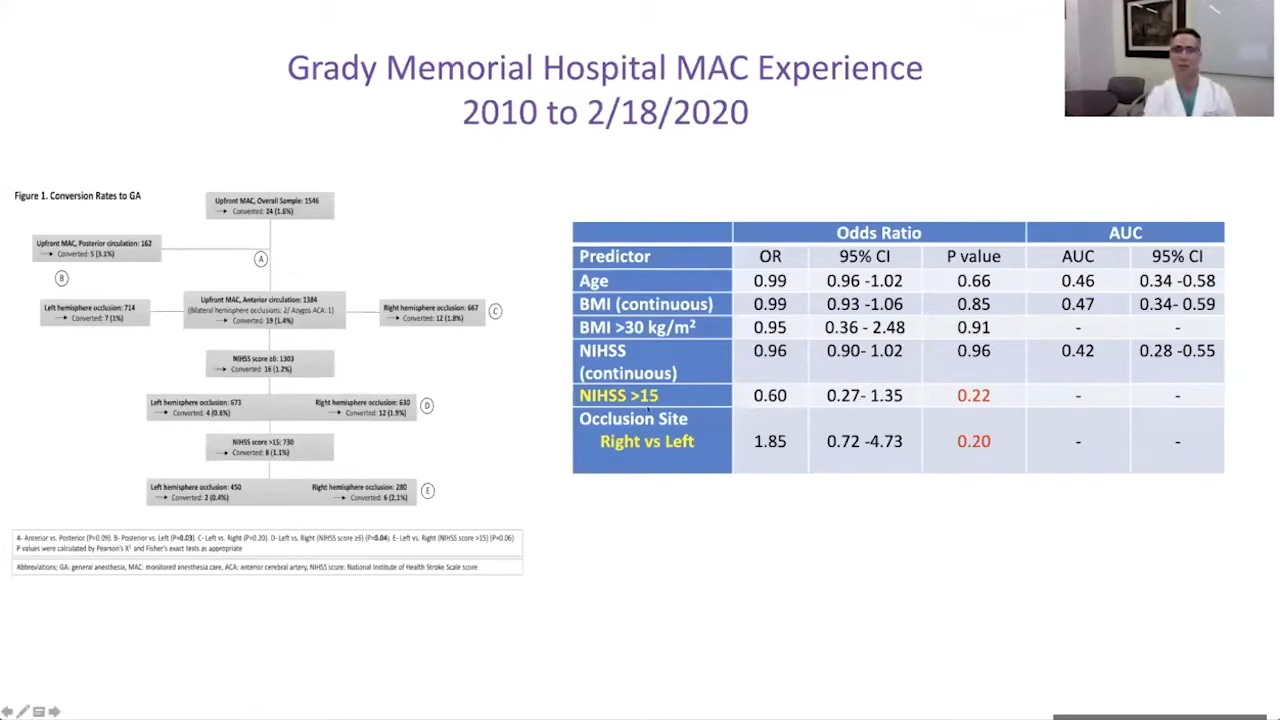 Grady Memorial Hospital MAC Experience
2010 to 2/18/2020
Figure 1. Conversion Rates to GA
Upfront MAC, Overall Sample: 1546
Converted: 24 (1.6%)
Upfront MAC, Posterior circulation: 162
Converted: 5 (3.1%)
A
B
Upfront MAC, Anterior circulation: 1384
(Bilateral hemisphere occlusions: 2/ Azygos ACA: 1)
Converted: 19 (1.4%)
Left hemisphere occlusion: 714
Converted: 7 (1%)
Right hemisphere occlusion: 667
Converted: 12 (1.8%)
C
NIHSS score ≥6: 1303
Converted: 16 (1.2%)
Left hemisphere occlusion: 673
Converted: 4 (0.6%)
Right hemisphere occlusion: 630
Converted: 12 (1.9%)
D
NIHSS score >15: 730
Converted: 8 (1.1%)
Left hemisphere occlusion: 450
Converted: 2 (0.4%)
Right hemisphere occlusion: 280
Converted: 6 (2.1%)
E
A- Anterior vs. Posterior (P=0.09). B- Posterior vs. Left (P=0.03). C- Left vs. Right (P=0.20). D- Left vs. Right (NIHSS score ≥6) (P=0.04). E- Left vs. Right (NIHSS score >15) (P=0.06)
P values were calculated by Pearson's X² and Fisher's exact tests as appropriate
Abbreviations; GA: general anesthesia, MAC: monitored anesthesia care, ACA: anterior cerebral artery, NIHSS score: National Institute of Health Stroke Scale score
Odds Ratio AUC
Predictor OR 95% CI P value AUC 95% CI
Age 0.99 0.96 -1.02 0.66 0.46 0.34 -0.58
BMI (continuous) 0.99 0.93 -1.06 0.85 0.47 0.34- 0.59
BMI >30 kg/m² 0.95 0.36 - 2.48 0.91 - -
NIHSS 0.96 0.90- 1.02 0.96 0.42 0.28 -0.55
(continuous)
NIHSS >15 0.60 0.27- 1.35 0.22 - -
Occlusion Site
Right vs Left 1.85 0.72 -4.73 0.20 - -